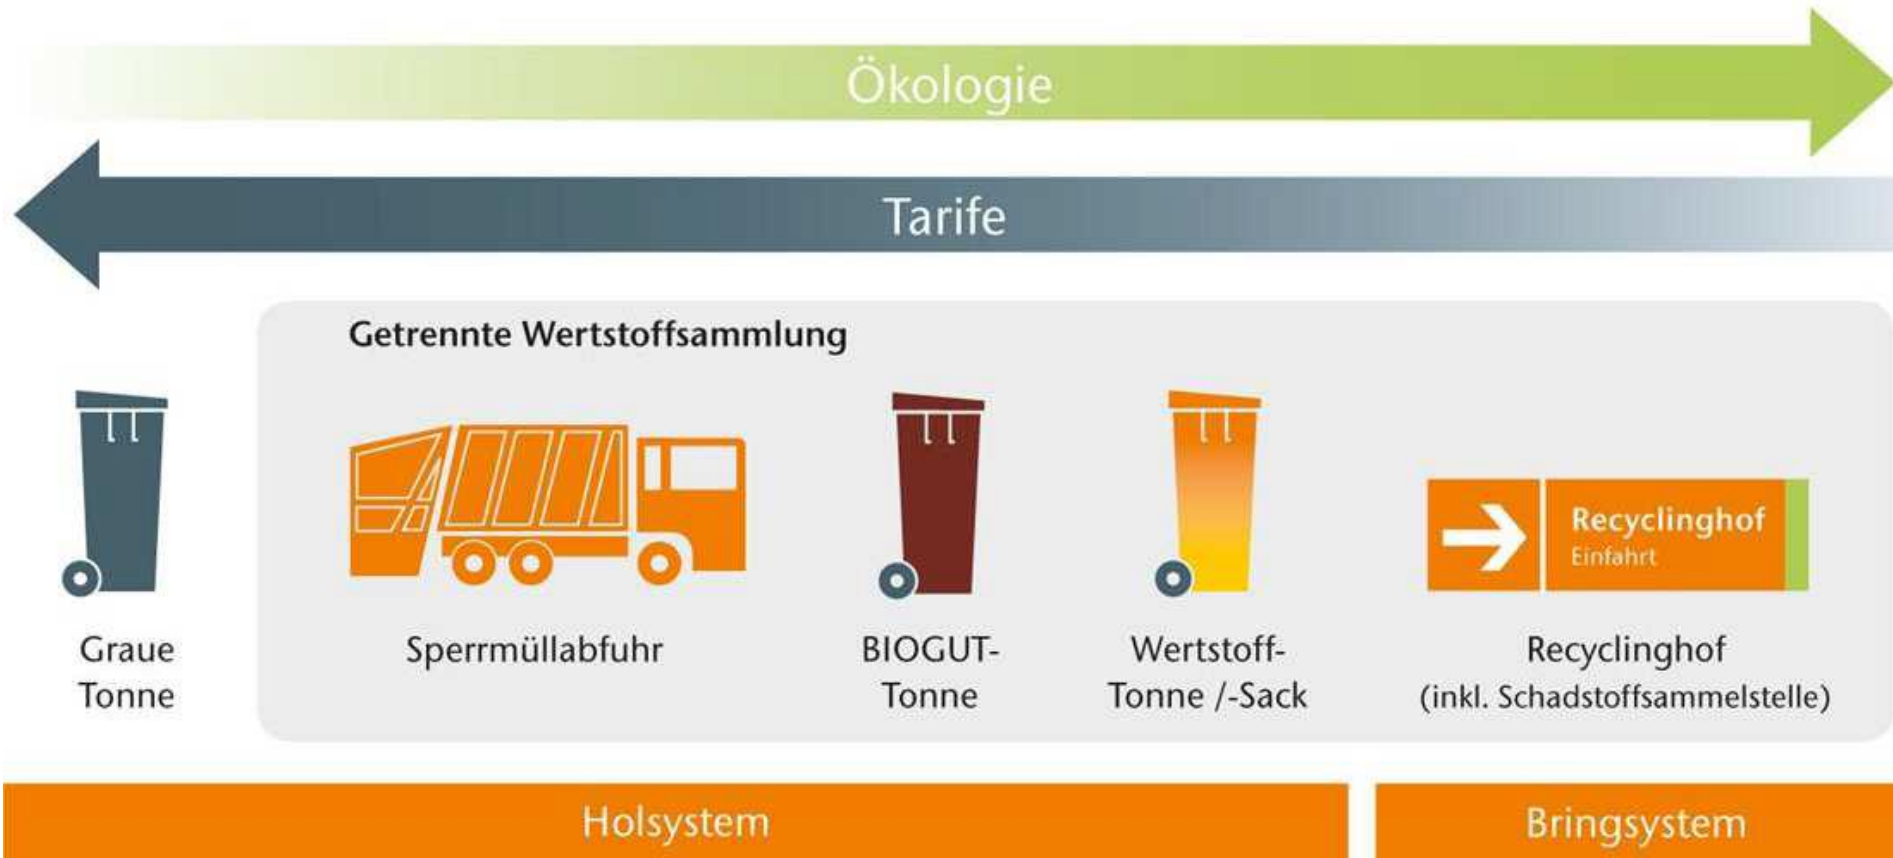 Ökologie
Tarife
Getrennte Wertstoffsammlung
Recyclinghof
Einfahrt
Graue
Tonne
Sperrmüllabfuhr
BIOGUT-
Tonne
Wertstoff-
Tonne /-Sack
Recyclinghof
(inkl. Schadstoffsammelstelle)
Holsystem
Bringsystem